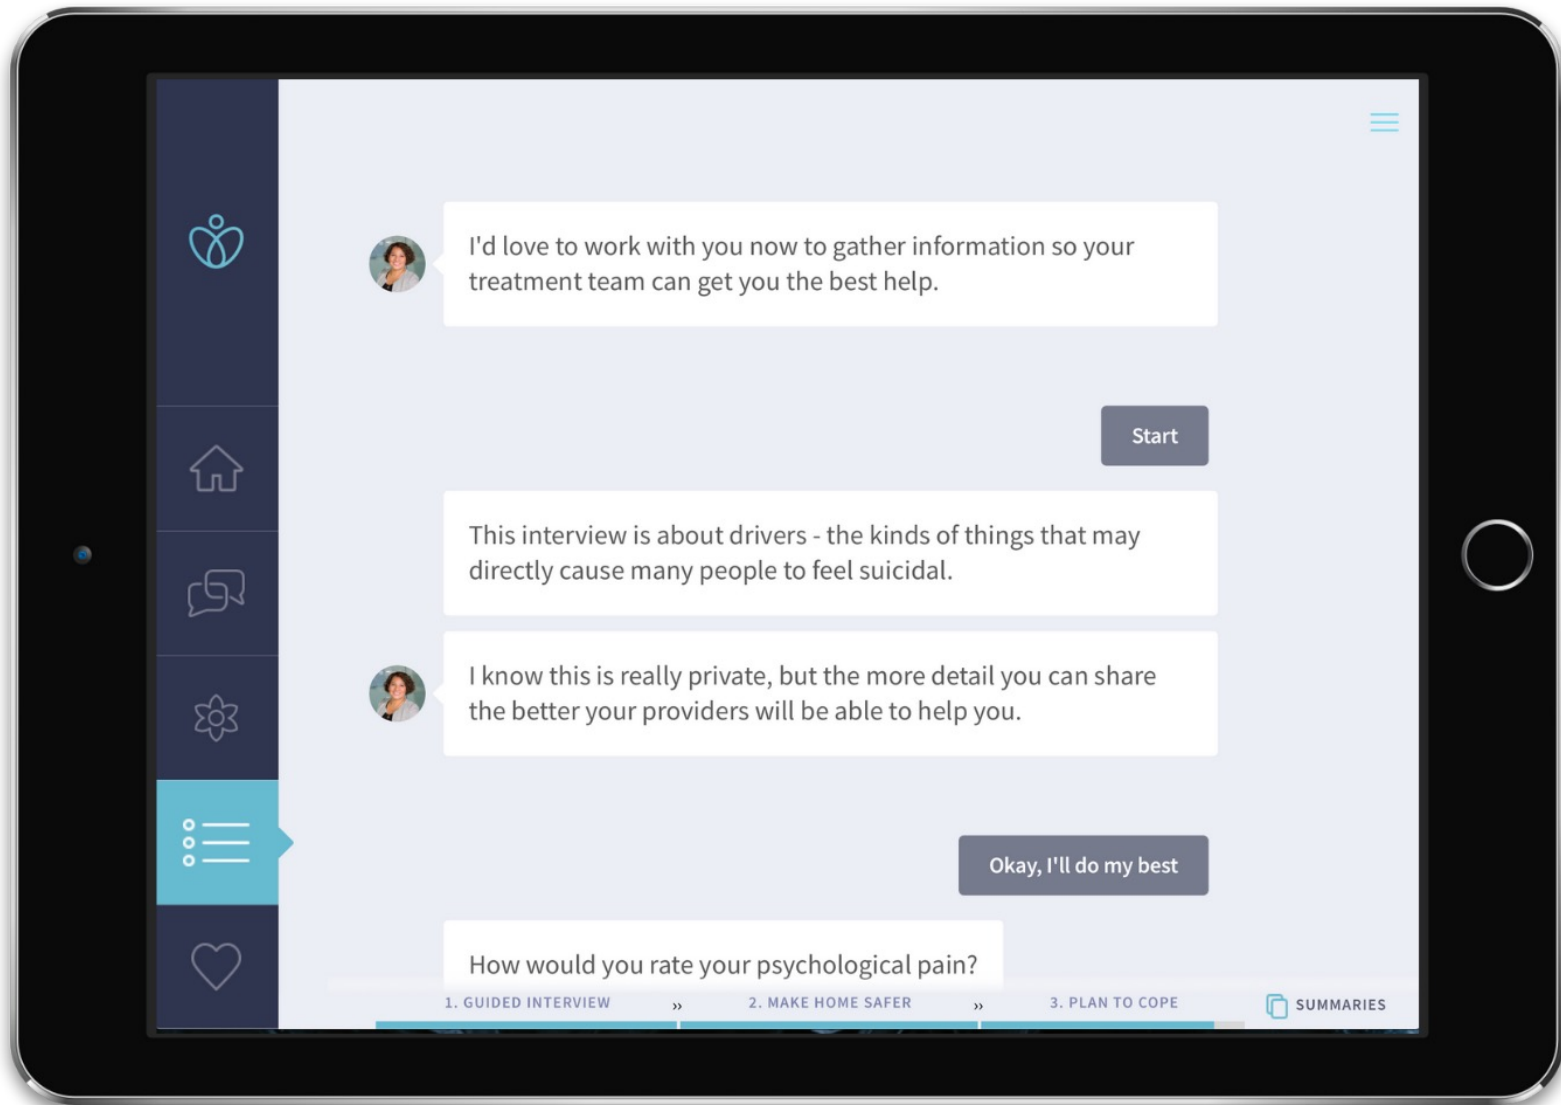 I'd love to work with you now to gather information so your
treatment team can get you the best help.
Start
This interview is about drivers - the kinds of things that may
directly cause many people to feel suicidal.
I know this is really private, but the more detail you can share
the better your providers will be able to help you.
Okay, I'll do my best
How would you rate your psychological pain?
1. GUIDED INTERVIEW » 2. MAKE HOME SAFER » 3. PLAN TO COPE SUMMARIES